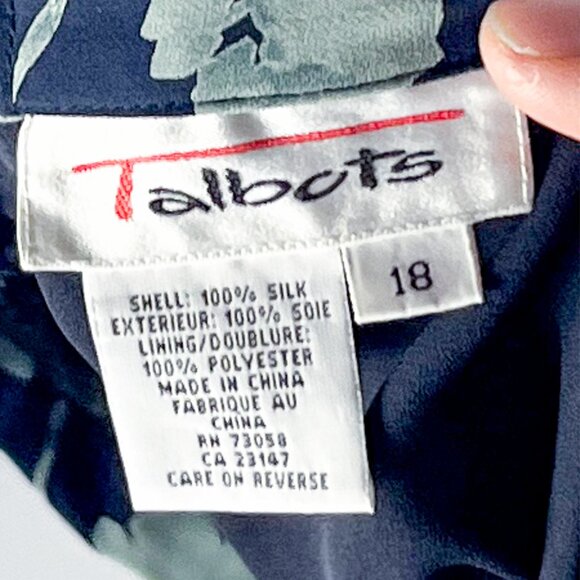 Talbots
18
SHELL: 100% SILK
EXTERIEUR: 100% SOIE
LINING/DOUBLURE:
100% POLYESTER
MADE IN CHINA
FABRIQUE AU
CHINA
RN 73058
CA 23147
CARE ON REVERSE